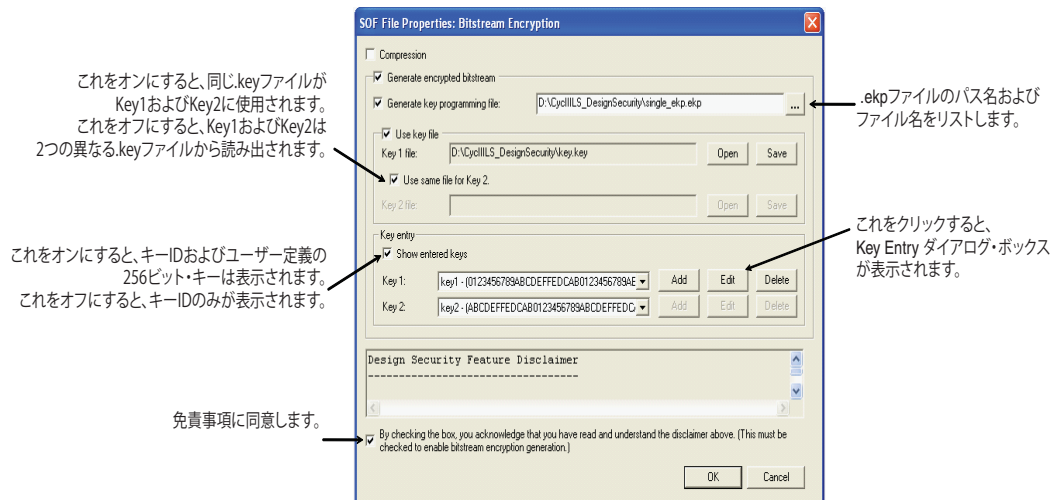 SOF File Properties: Bitstream Encryption
Compression
Generate encrypted bitstream
Generate key programming file:
D:\CycIIILS_DesignSecurity\single_ekp.ekp
...
Use key file
Key 1 file:
D:\CycIIILS_DesignSecurity\key.key
Open
Save
Use same file for Key 2.
Key 2 file:
Open
Save
Key entry
Show entered keys
Key 1:
key1 - (0123456789ABCDEFFEDCAB0123456789AE
Add
Edit
Delete
Key 2:
key2 - (ABCDEFFEDCAB0123456789ABCDEFFEDC
Add
Edit
Delete
Design Security Feature Disclaimer
----------------------------------
By checking the box, you acknowledge that you have read and understand the disclaimer above. (This must be
checked to enable bitstream encryption generation.)
OK
Cancel
これをオンにすると、同じ.keyファイルが
Key1およびKey2に使用されます。
これをオフにすると、Key1およびKey2は
2つの異なる.keyファイルから読み出されます。
これをオンにすると、キーIDおよびユーザー定義の
256ビット・キーは表示されます。
これをオフにすると、キーIDのみが表示されます。
免責事項に同意します。
.ekpファイルのパス名および
ファイル名をリストします。
これをクリックすると、
Key Entry ダイアログ・ボックス
が表示されます。